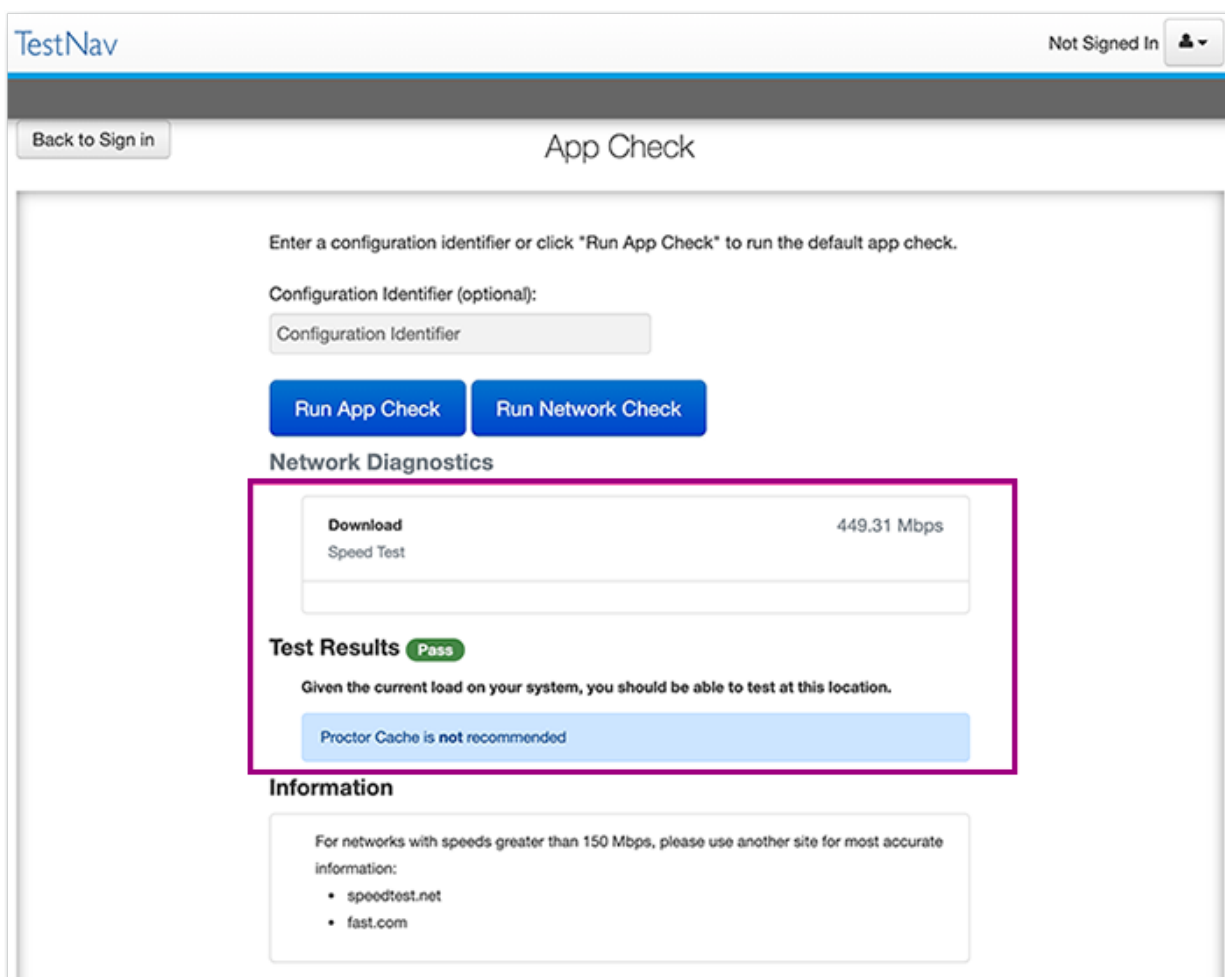 TestNav
Not Signed In
Back to Sign in
App Check
Enter a configuration identifier or click "Run App Check" to run the default app check.
Configuration Identifier (optional):
Configuration Identifier
Run App Check
Run Network Check
Network Diagnostics
Download 449.31 Mbps
Speed Test
Test Results Pass
Given the current load on your system, you should be able to test at this location.
Proctor Cache is not recommended
Information
For networks with speeds greater than 150 Mbps, please use another site for most accurate
information:
• speedtest.net
• fast.com